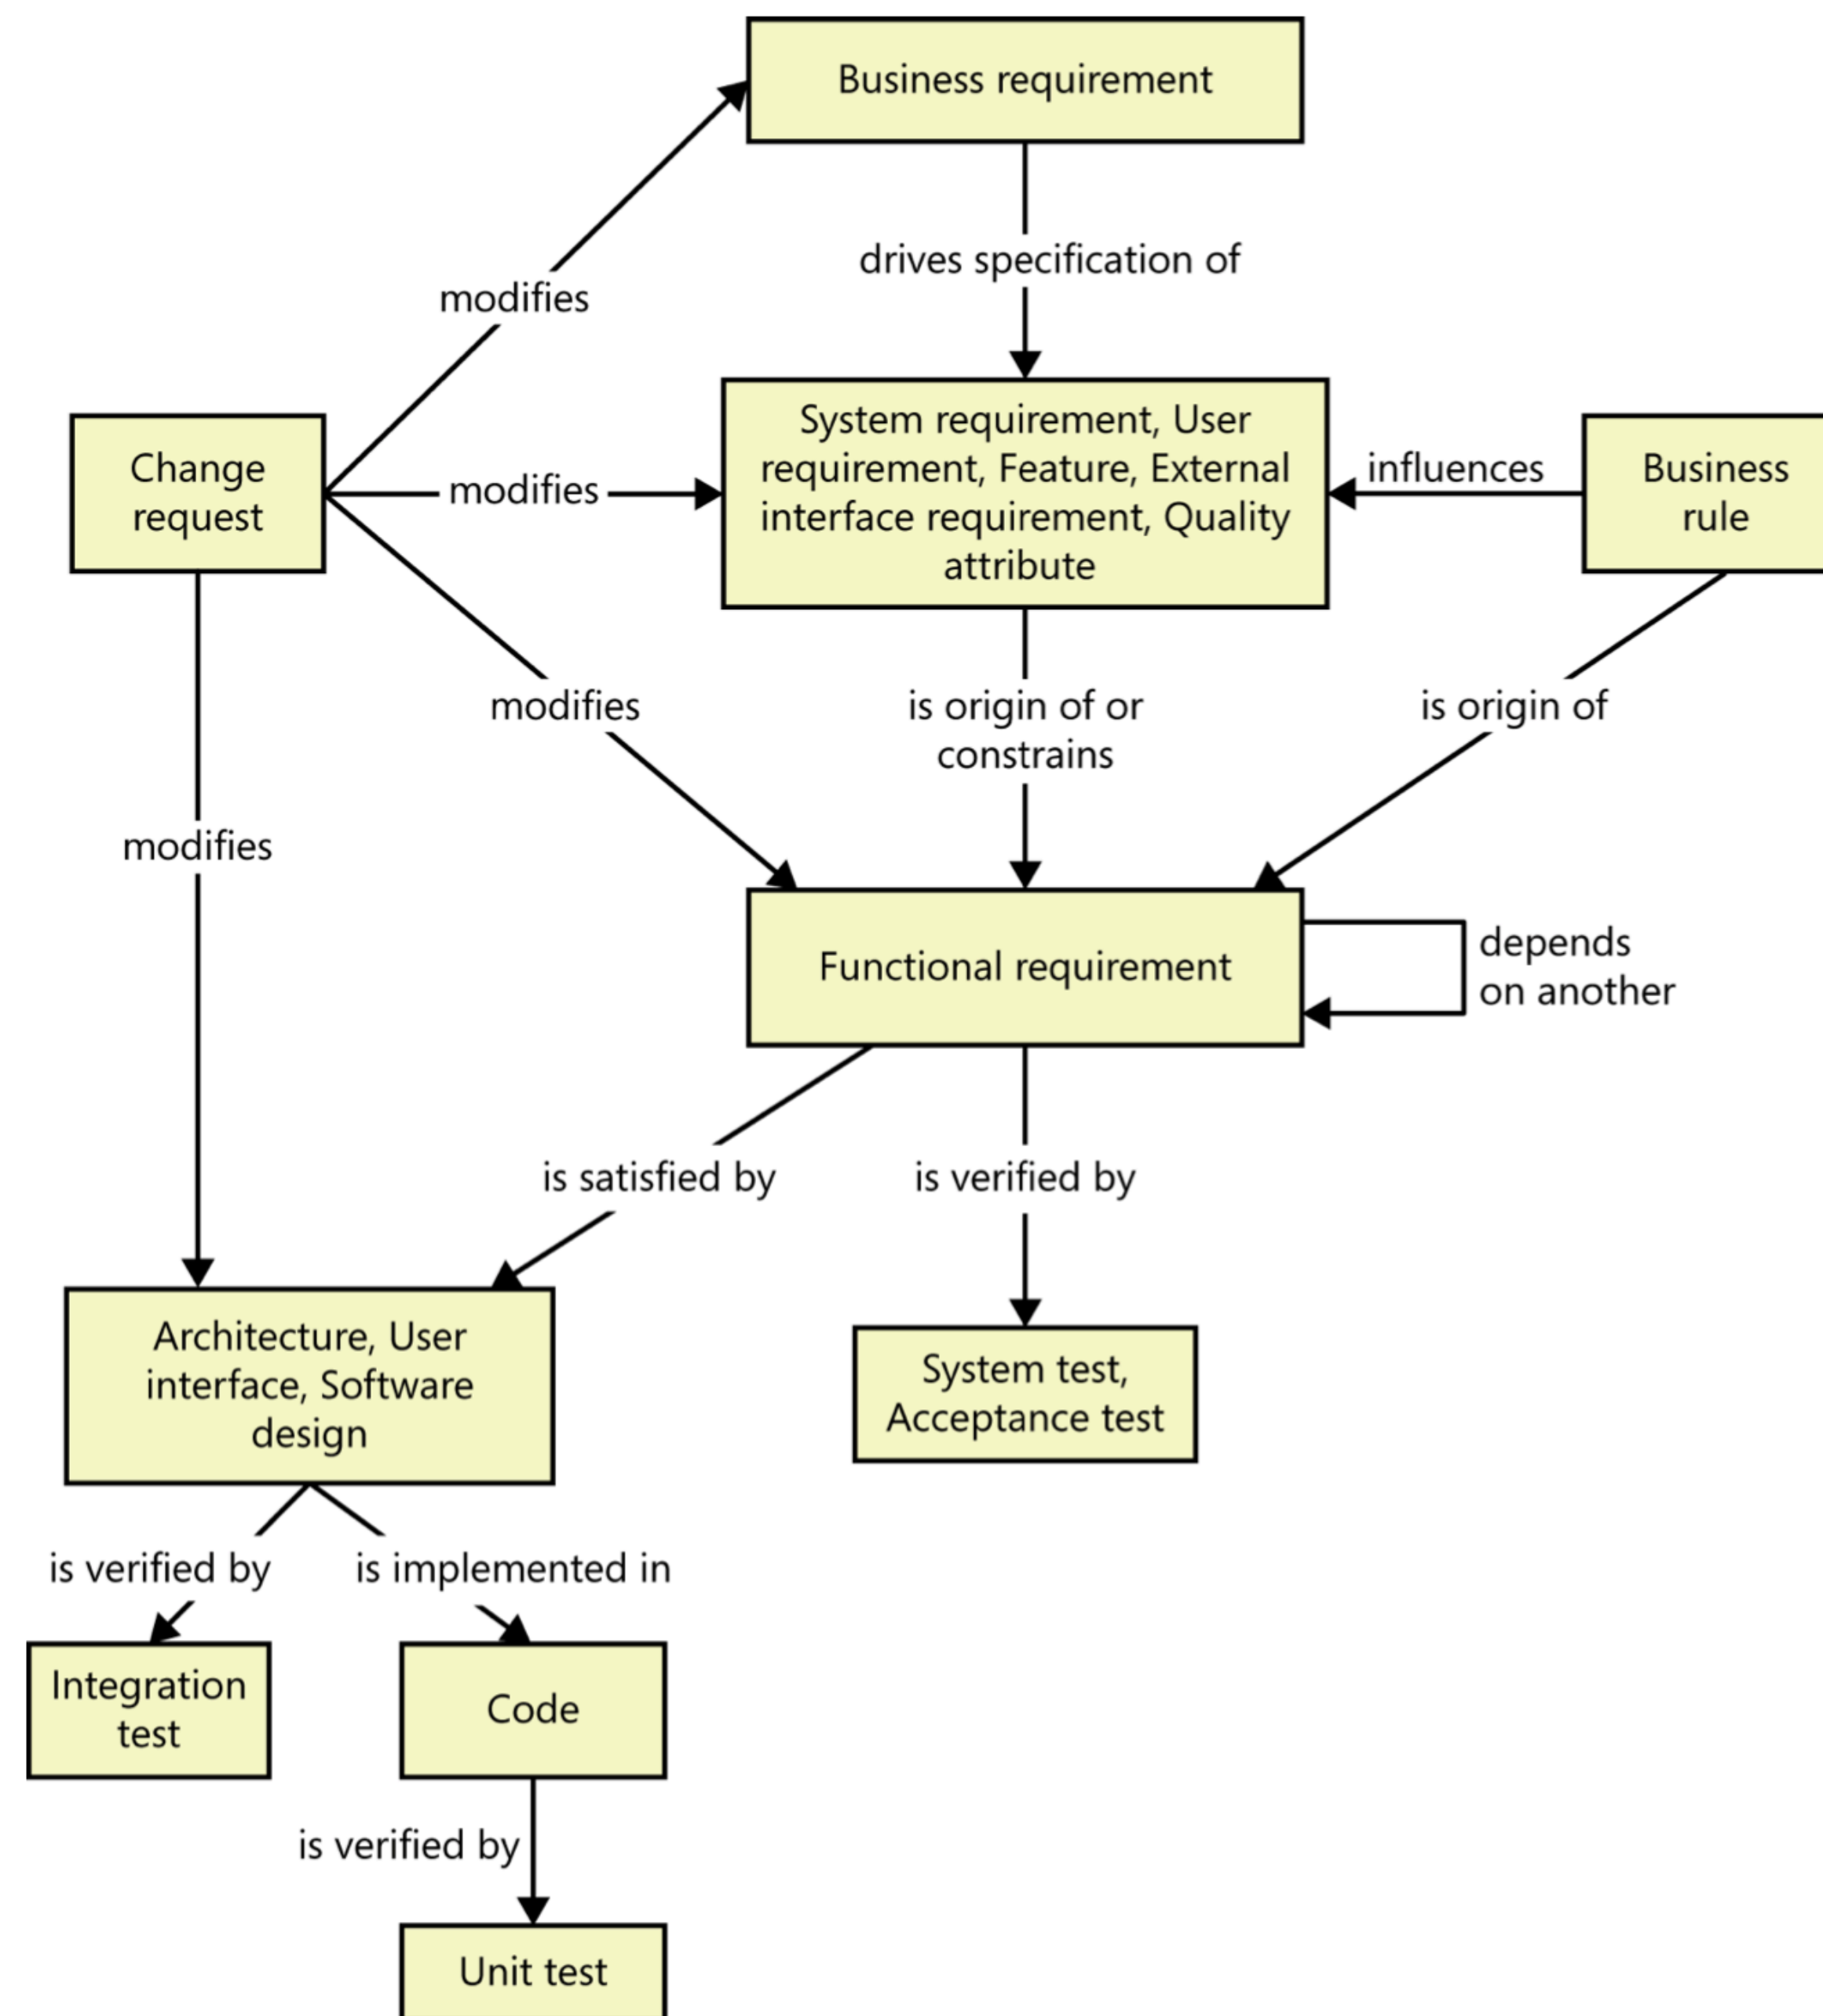 Business requirement
drives specification of
modifies
Change
request
modifies
System requirement, User
requirement, Feature, External
interface requirement, Quality
attribute
influences
Business
rule
modifies
is origin of or
constrains
is origin of
modifies
Functional requirement
depends
on another
is satisfied by
is verified by
Architecture, User
interface, Software
design
System test,
Acceptance test
is verified by
is implemented in
Integration
test
Code
is verified by
Unit test